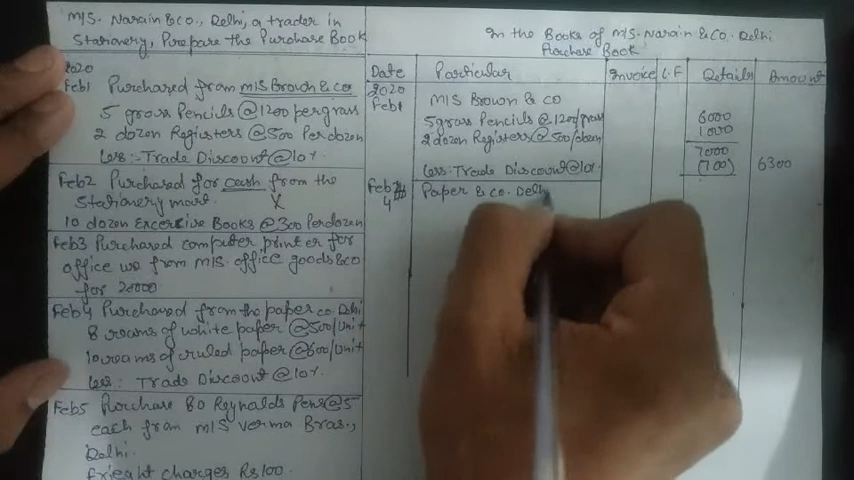 M/S. Narain & co., Delhi, a trader in
Stationery, Prepare the Purchase Book
2020
Feb1 Purchased from M/S Brown & co
5 gross Pencils @ 1200 per gross
2 dozen Registers @ 500 Per dozen
Less:- Trade Discount @ 10%
Feb2 Purchased for cash from the
Stationery mart. X
10 dozen Excercise Books @ 300 Per dozen
Feb3 Purchased computer printer for
office use from M/S. office goods & co
for 20000
Feb4 Purchased from the paper co. Delhi
8 reams of white paper @ 500/Unit
10 reams of ruled paper @ 600/Unit
Less: Trade Discount @ 10%
Feb5 Purchase 80 Reynalds Pens @ 5
each from M/S Verma Bros.,
Delhi.
Frieght charges Rs 100.
In the Books of M/S. Narain & CO. Delhi
Purchase Book
Date Particular Invoice L.F Details Amount
2020
Feb1 M/S Brown & CO
5 gross Pencils @ 1200/gross 6000
2 dozen Registers @ 500/dozen 1000
7000
Less: Trade Discount @ 10% (700) 6300
Feb Paper & co. Delh
4